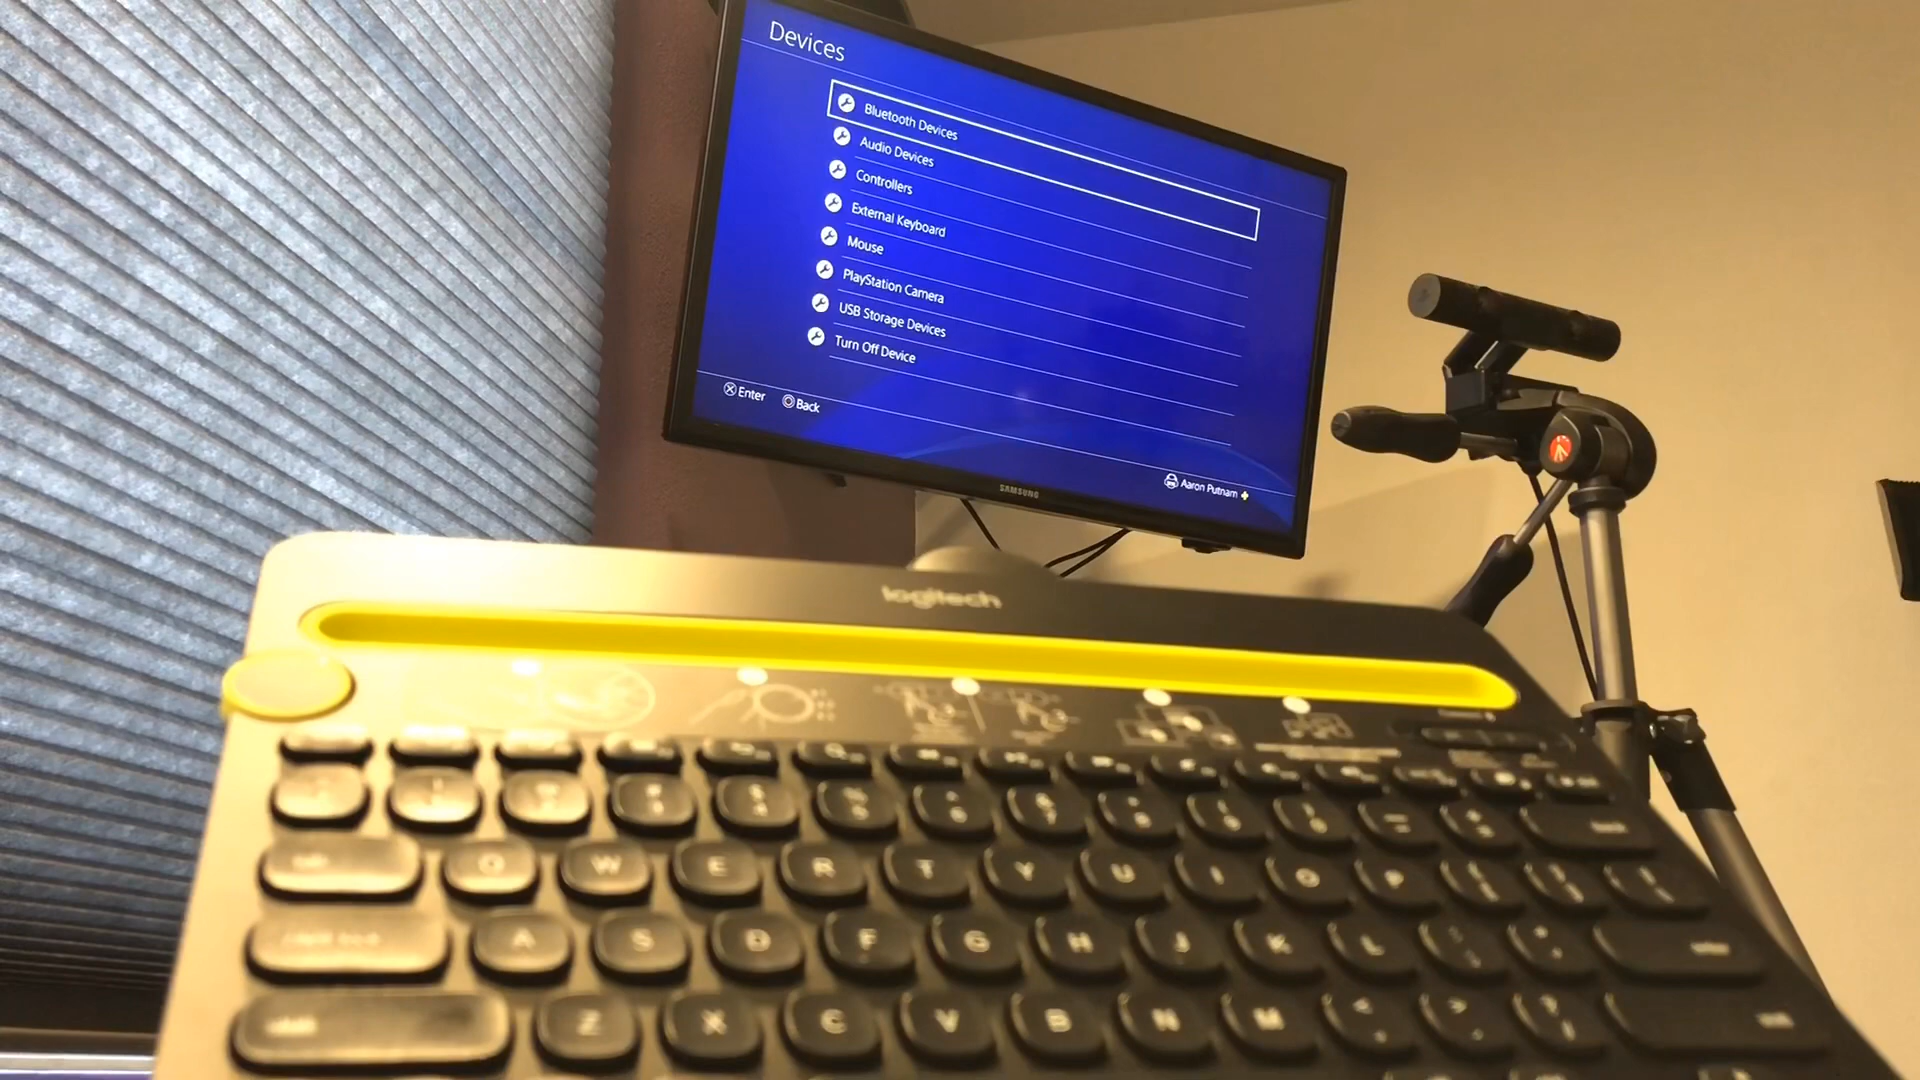 Devices
Bluetooth Devices
Audio Devices
Controllers
External Keyboard
Mouse
PlayStation Camera
USB Storage Devices
Turn Off Device
Enter Back
Aaron Putnam
SAMSUNG
logitech
Q W E R T Y U I O P
A S D F G H J K L
Z X C V B N M